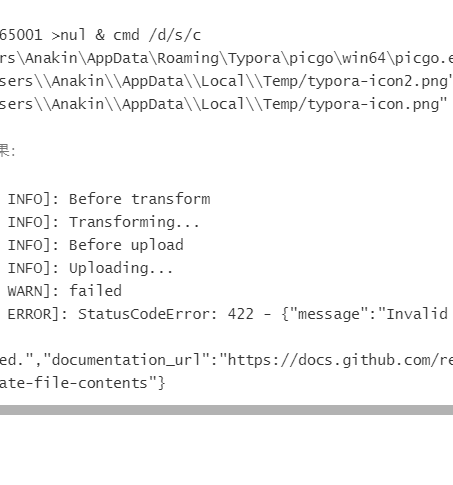 65001 >nul & cmd /d/s/c
rs\Anakin\AppData\Roaming\Typora\picgo\win64\picgo.e
sers\\Anakin\\AppData\\Local\\Temp/typora-icon2.png"
sers\\Anakin\\AppData\\Local\\Temp/typora-icon.png"
果:
INFO]: Before transform
INFO]: Transforming...
INFO]: Before upload
INFO]: Uploading...
WARN]: failed
ERROR]: StatusCodeError: 422 - {"message":"Invalid
ed.","documentation_url":"https://docs.github.com/re
ate-file-contents"}